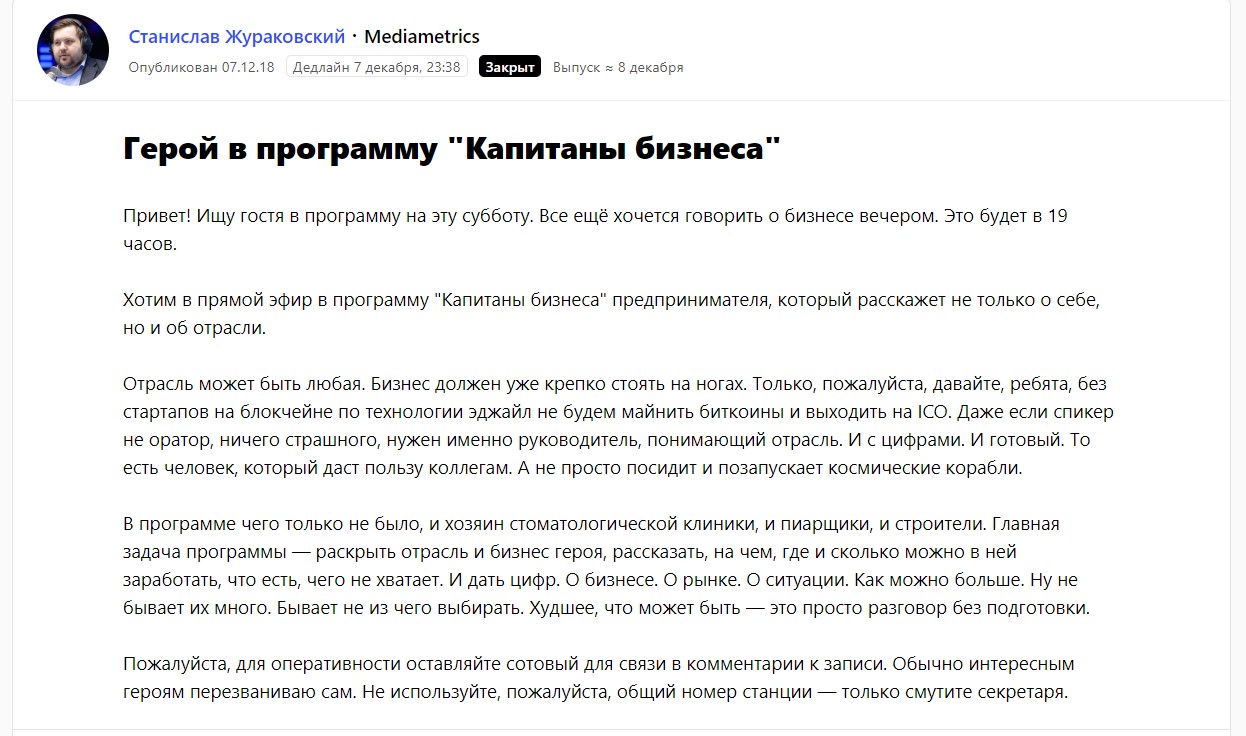 Станислав Жураковский · Mediametrics
Опубликован 07.12.18 Дедлайн 7 декабря, 23:38 Закрыт Выпуск ≈ 8 декабря
Герой в программу "Капитаны бизнеса"
Привет! Ищу гостя в программу на эту субботу. Все ещё хочется говорить о бизнесе вечером. Это будет в 19
часов.
Хотим в прямой эфир в программу "Капитаны бизнеса" предпринимателя, который расскажет не только о себе,
но и об отрасли.
Отрасль может быть любая. Бизнес должен уже крепко стоять на ногах. Только, пожалуйста, давайте, ребята, без
стартапов на блокчейне по технологии эджайл не будем майнить биткоины и выходить на ICO. Даже если спикер
не оратор, ничего страшного, нужен именно руководитель, понимающий отрасль. И с цифрами. И готовый. То
есть человек, который даст пользу коллегам. А не просто посидит и позапускает космические корабли.
В программе чего только не было, и хозяин стоматологической клиники, и пиарщики, и строители. Главная
задача программы — раскрыть отрасль и бизнес героя, рассказать, на чем, где и сколько можно в ней
заработать, что есть, чего не хватает. И дать цифр. О бизнесе. О рынке. О ситуации. Как можно больше. Ну не
бывает их много. Бывает не из чего выбирать. Худшее, что может быть — это просто разговор без подготовки.
Пожалуйста, для оперативности оставляйте сотовый для связи в комментарии к записи. Обычно интересным
героям перезваниваю сам. Не используйте, пожалуйста, общий номер станции — только смутите секретаря.